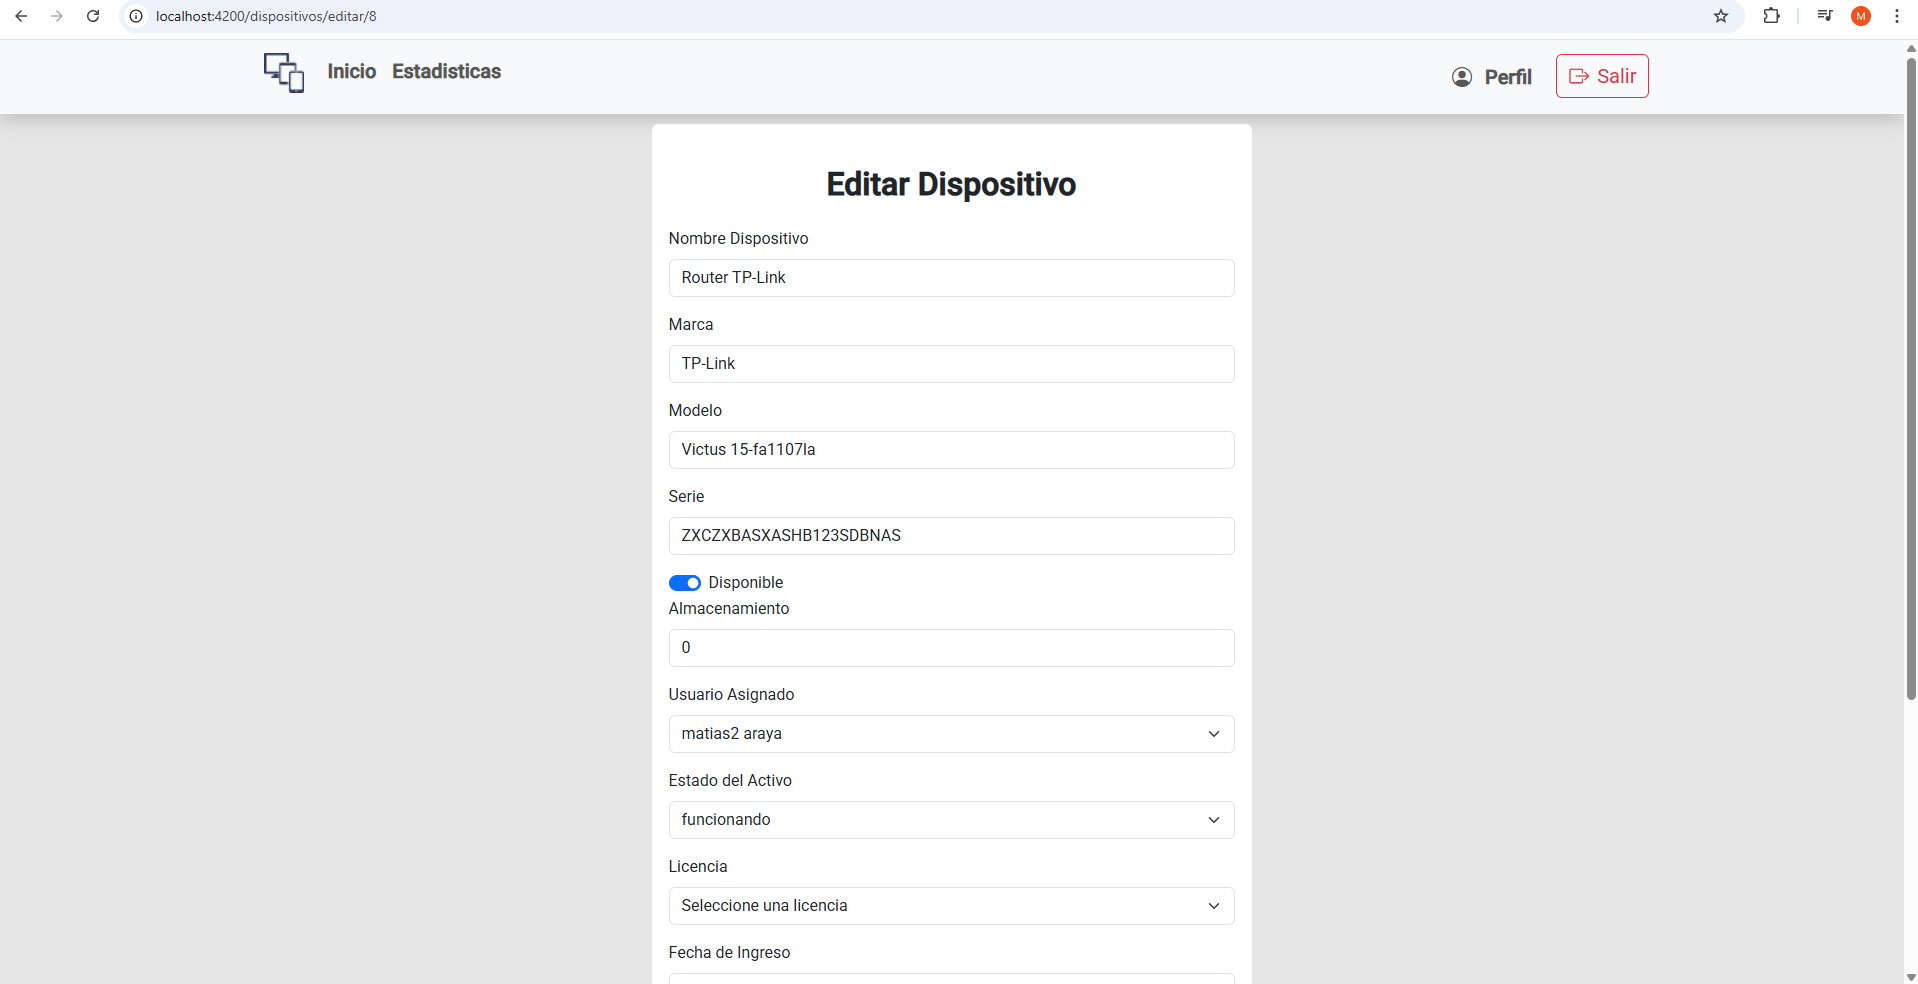 localhost:4200/dispositivos/editar/8
M
Inicio Estadisticas
Perfil Salir
Editar Dispositivo
Nombre Dispositivo
Router TP-Link
Marca
TP-Link
Modelo
Victus 15-fa1107la
Serie
ZXCZXBASXASHB123SDBNAS
Disponible
Almacenamiento
0
Usuario Asignado
matias2 araya
Estado del Activo
funcionando
Licencia
Seleccione una licencia
Fecha de Ingreso